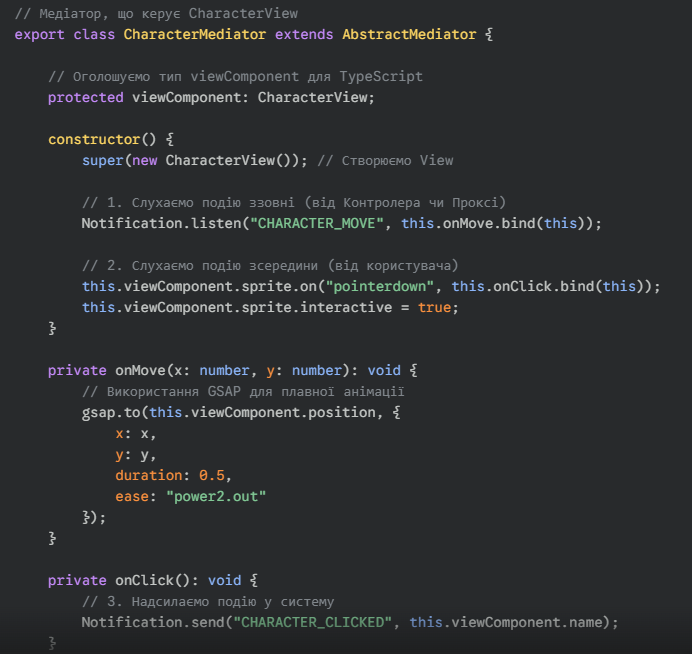 // Медіатор, що керує CharacterView
export class CharacterMediator extends AbstractMediator {
// Оголошуємо тип viewComponent для TypeScript
protected viewComponent: CharacterView;
constructor() {
super(new CharacterView()); // Створюємо View
// 1. Слухаємо подію ззовні (від Контролера чи Проксі)
Notification.listen("CHARACTER_MOVE", this.onMove.bind(this));
// 2. Слухаємо подію зсередини (від користувача)
this.viewComponent.sprite.on("pointerdown", this.onClick.bind(this));
this.viewComponent.sprite.interactive = true;
}
private onMove(x: number, y: number): void {
// Використання GSAP для плавної анімації
gsap.to(this.viewComponent.position, {
x: x,
y: y,
duration: 0.5,
ease: "power2.out"
});
}
private onClick(): void {
// 3. Надсилаємо подію у систему
Notification.send("CHARACTER_CLICKED", this.viewComponent.name);
}